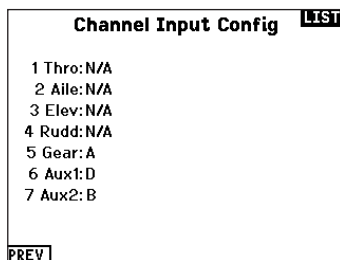 Channel Input Config
LIST
1 Thro: N/A
2 Aile: N/A
3 Elev: N/A
4 Rudd: N/A
5 Gear: A
6 Aux1: D
7 Aux2: B
PREV